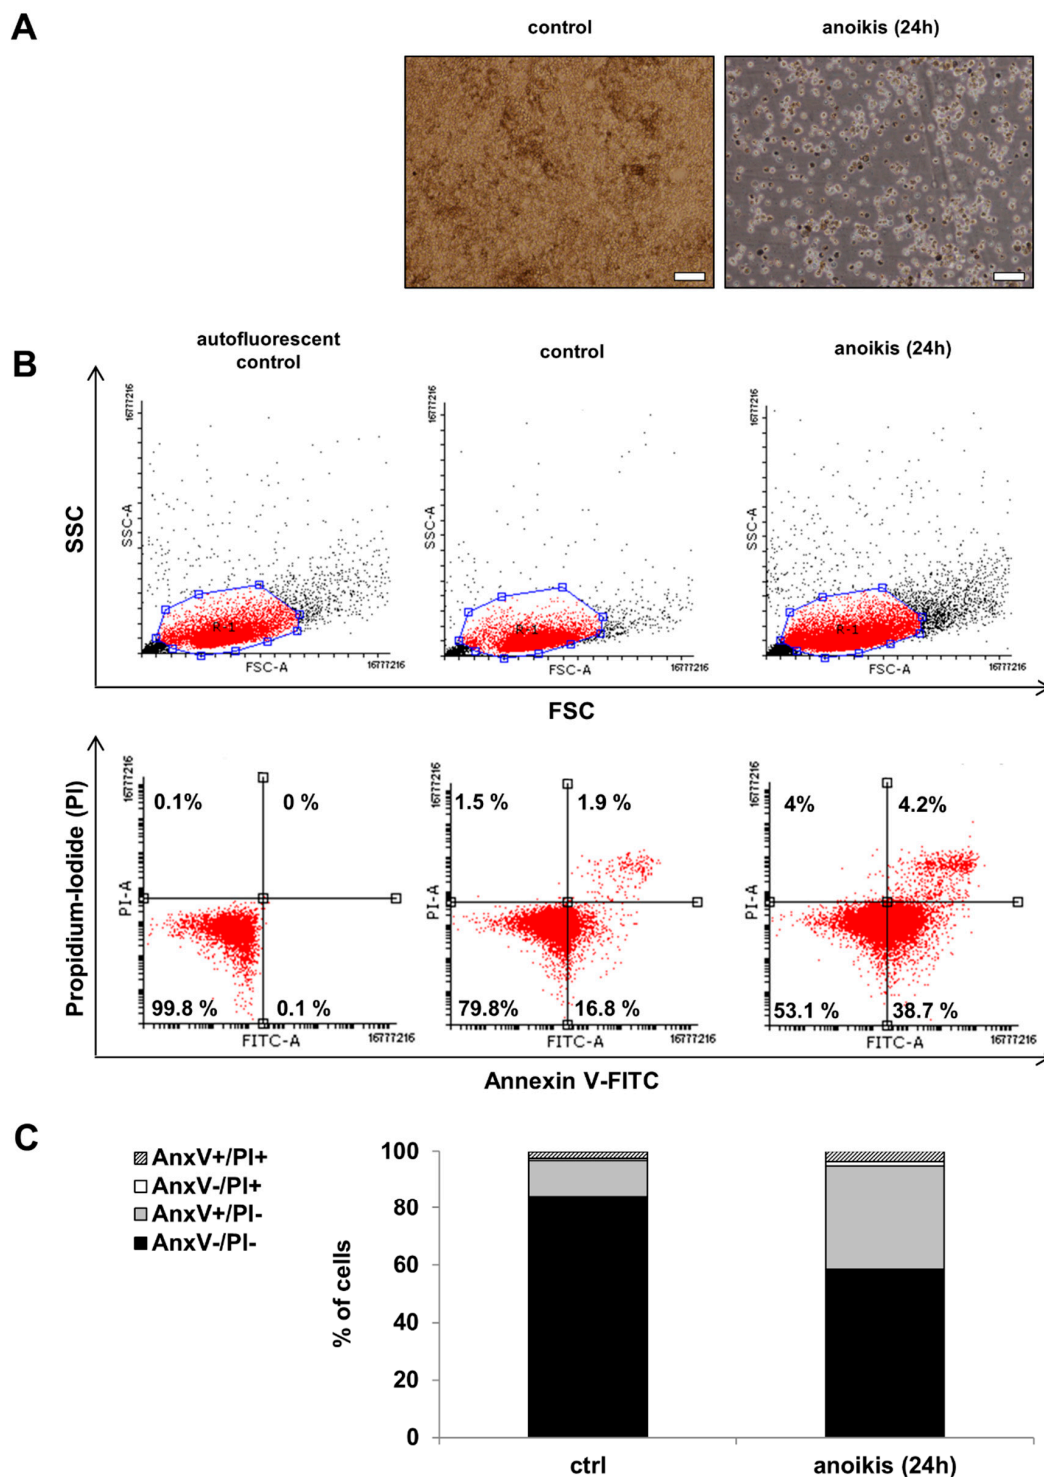 A
control
anoikis (24h)
B
autofluorescent
control
control
anoikis (24h)
SSC
16777216
SSC-A
R-1
FSC-A
16777216
16777216
SSC-A
R-1
FSC-A
16777216
16777216
SSC-A
R-1
FSC-A
16777216
FSC
Propidium-Iodide (PI)
16777216
PI-A
0.1%
0 %
99.8 %
0.1 %
FITC-A
16777216
16777216
PI-A
1.5 %
1.9 %
79.8%
16.8 %
FITC-A
16777216
16777216
PI-A
4%
4.2%
53.1 %
38.7 %
FITC-A
16777216
Annexin V-FITC
C
AnxV+/PI+
AnxV-/PI+
AnxV+/PI-
AnxV-/PI-
% of cells
100
80
60
40
20
0
ctrl
anoikis (24h)